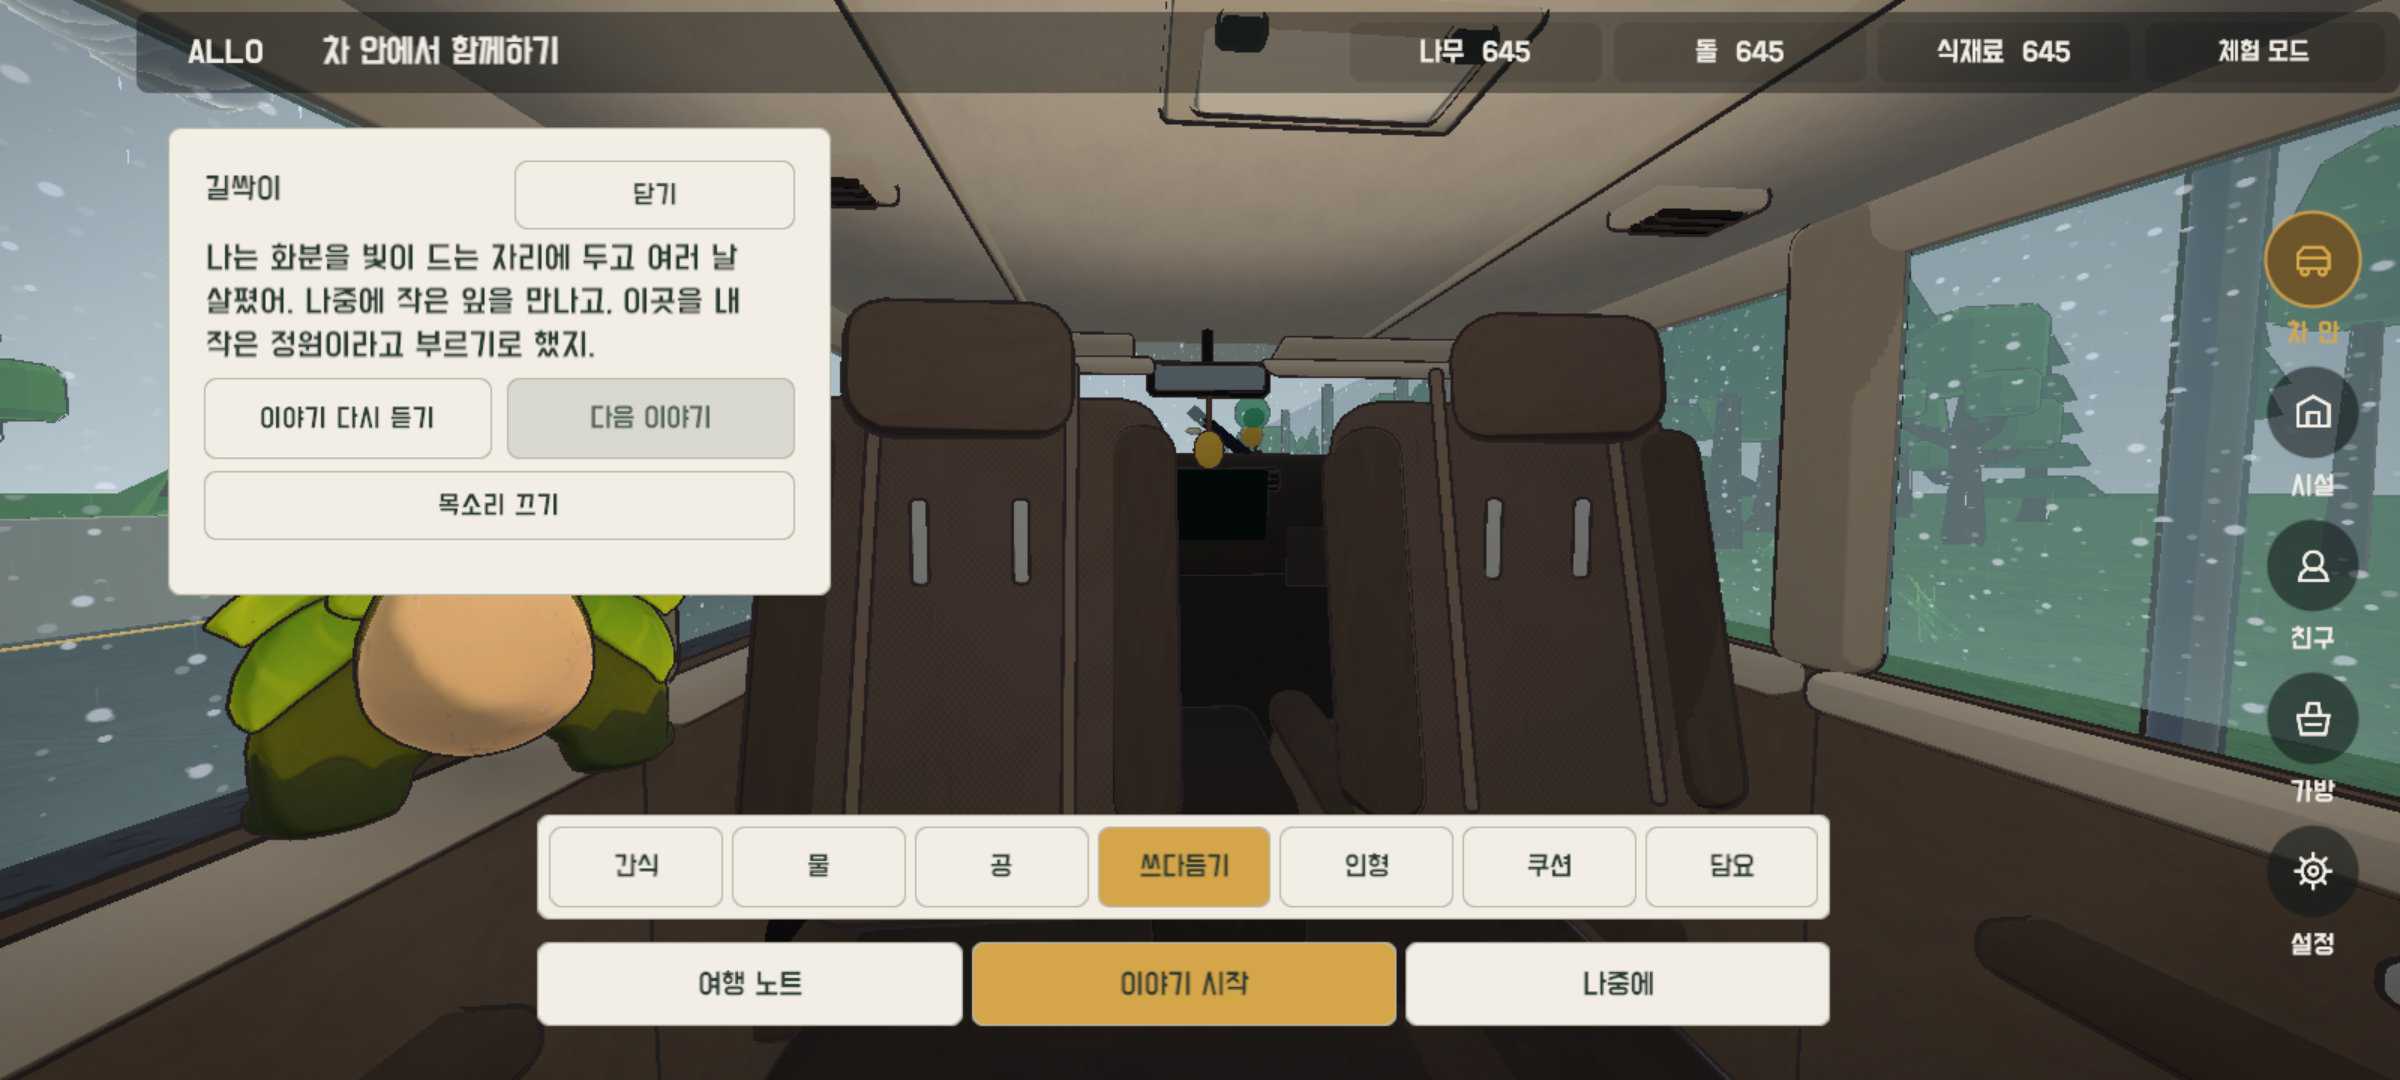 ALLO 차 안에서 함께하기
나무 645
돌 645
식재료 645
체험 모드
길싹이
닫기
나는 화분을 빛이 드는 자리에 두고 여러 날
살폈어. 나중에 작은 잎을 만나고, 이곳을 내
작은 정원이라고 부르기로 했지.
이야기 다시 듣기
다음 이야기
목소리 끄기
차 안
시설
친구
가방
설정
간식
물
공
쓰다듬기
인형
쿠션
담요
여행 노트
이야기 시작
나중에